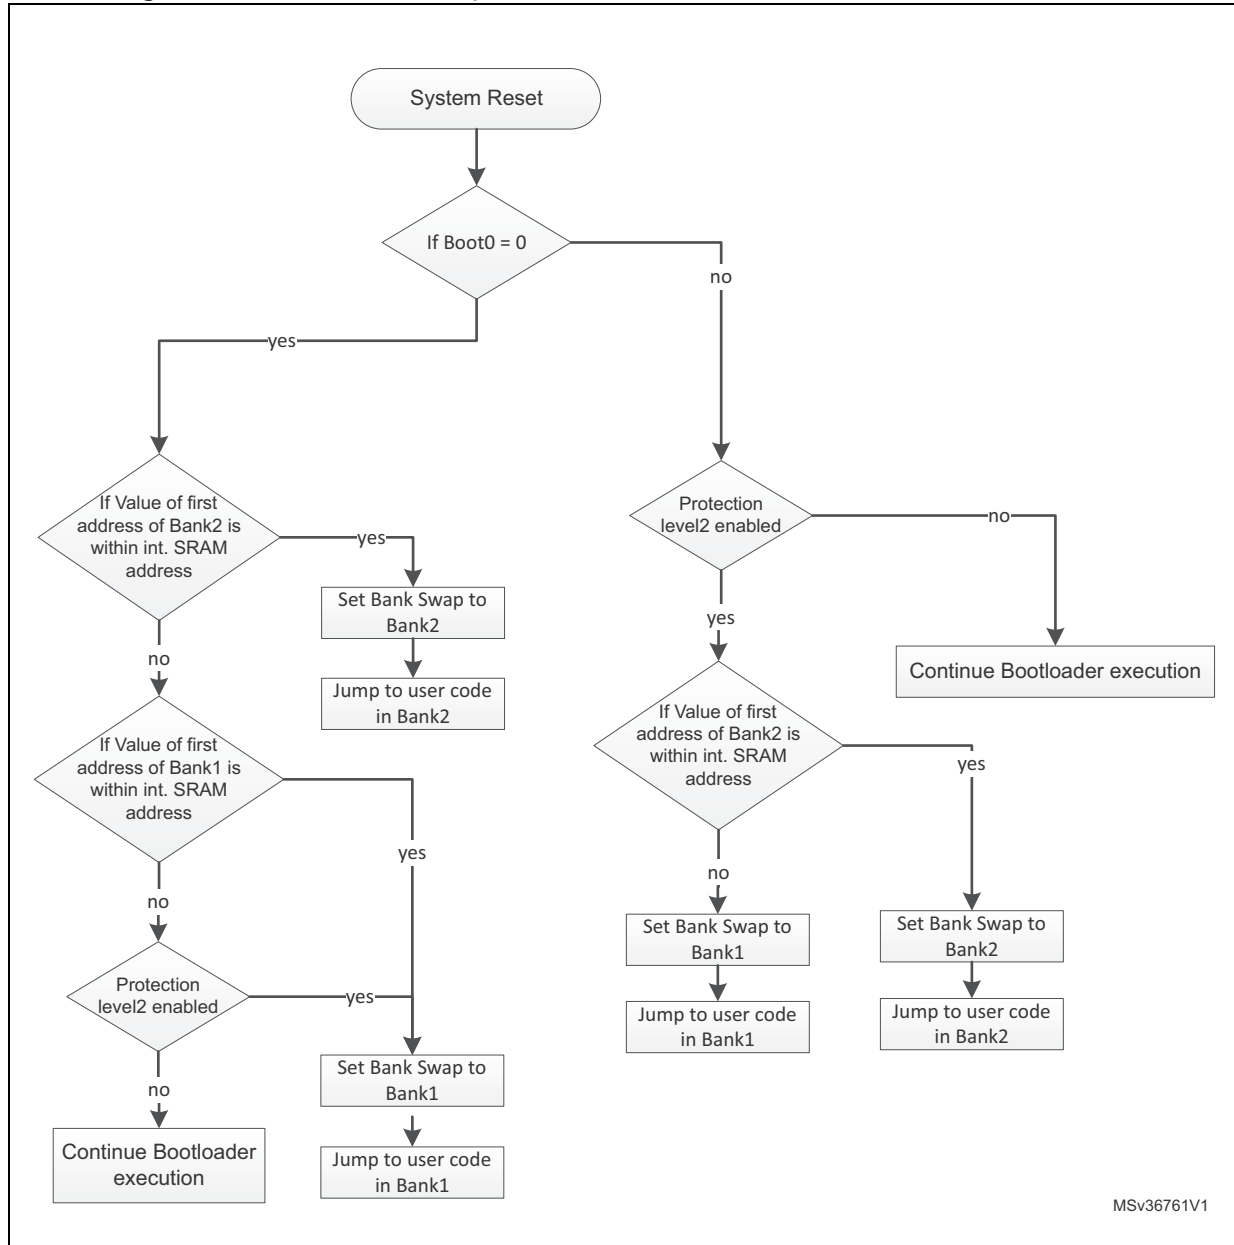 System Reset
If Boot0 = 0
no
yes
If Value of first
address of Bank2 is
within int. SRAM
address
yes
Set Bank Swap to
Bank2
Jump to user code
in Bank2
no
If Value of first
address of Bank1 is
within int. SRAM
address
yes
no
Protection
level2 enabled
yes
Set Bank Swap to
Bank1
Jump to user code
in Bank1
no
Continue Bootloader
execution
Protection
level2 enabled
no
Continue Bootloader execution
yes
If Value of first
address of Bank2 is
within int. SRAM
address
yes
no
Set Bank Swap to
Bank1
Jump to user code
in Bank1
Set Bank Swap to
Bank2
Jump to user code
in Bank2
MSv36761V1